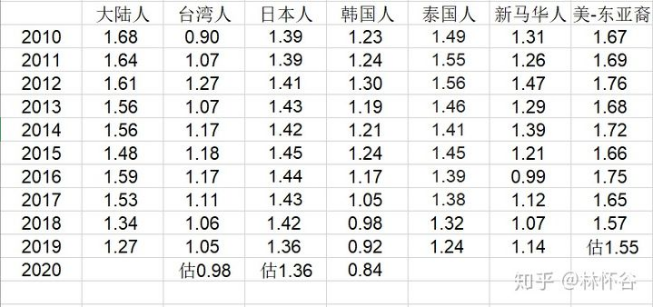 大陆人 台湾人 日本人 韩国人 泰国人 新马华人 美-东亚裔
2010 1.68 0.90 1.39 1.23 1.49 1.31 1.67
2011 1.64 1.07 1.39 1.24 1.55 1.26 1.69
2012 1.61 1.27 1.41 1.30 1.56 1.47 1.76
2013 1.56 1.07 1.43 1.19 1.46 1.29 1.68
2014 1.56 1.17 1.42 1.21 1.41 1.39 1.72
2015 1.48 1.18 1.45 1.24 1.45 1.21 1.66
2016 1.59 1.17 1.44 1.17 1.39 0.99 1.75
2017 1.53 1.11 1.43 1.05 1.38 1.12 1.65
2018 1.34 1.06 1.42 0.98 1.32 1.07 1.57
2019 1.27 1.05 1.36 0.92 1.24 1.14 估1.55
2020 估0.98 估1.36 0.84
知乎 @林怀谷